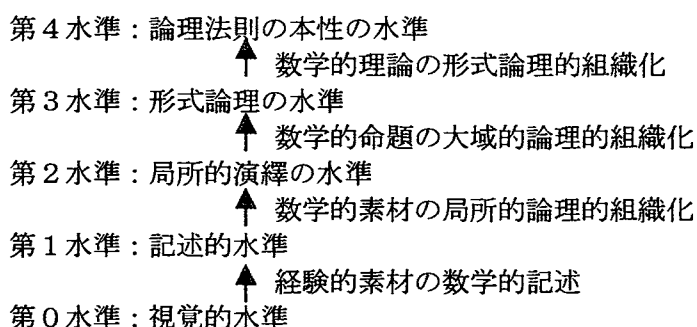 第４水準：論理法則の本性の水準
数学的理論の形式論理的組織化
第３水準：形式論理の水準
数学的命題の大域的論理的組織化
第２水準：局所的演繹の水準
数学的素材の局所的論理的組織化
第１水準：記述的水準
経験的素材の数学的記述
第０水準：視覚的水準